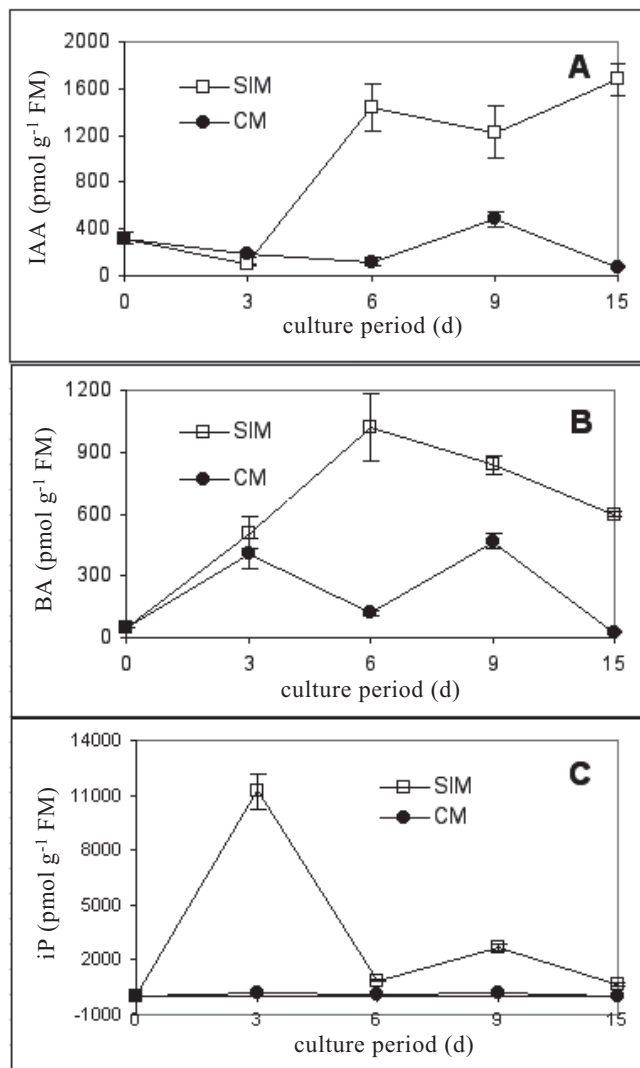 2000
1600
1200
800
400
0
IAA (pmol g⁻¹ FM)
SIM
CM
A
0 3 6 9 15
culture period (d)
1200
900
600
300
0
BA (pmol g⁻¹ FM)
SIM
CM
B
0 3 6 9 15
culture period (d)
14000
11000
8000
5000
2000
-1000
iP (pmol g⁻¹ FM)
SIM
CM
C
0 3 6 9 15
culture period (d)